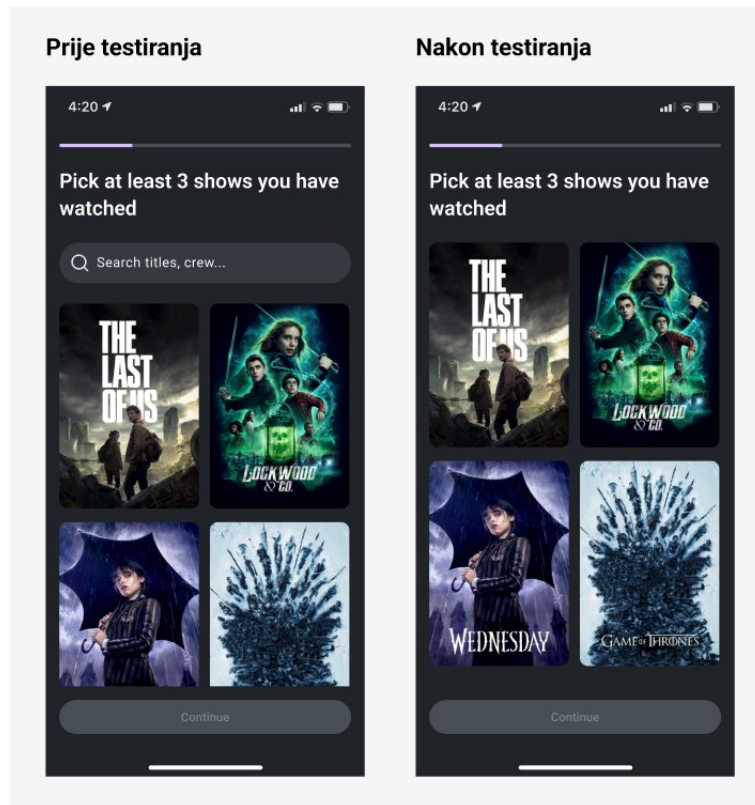 Prije testiranja
4:20
Pick at least 3 shows you have
watched
Search titles, crew...
THE
LAST
OF US
LOCKWOOD
& CO.
Continue
Nakon testiranja
4:20
Pick at least 3 shows you have
watched
THE
LAST
OF US
LOCKWOOD
& CO.
WEDNESDAY
GAME OF THRONES
Continue